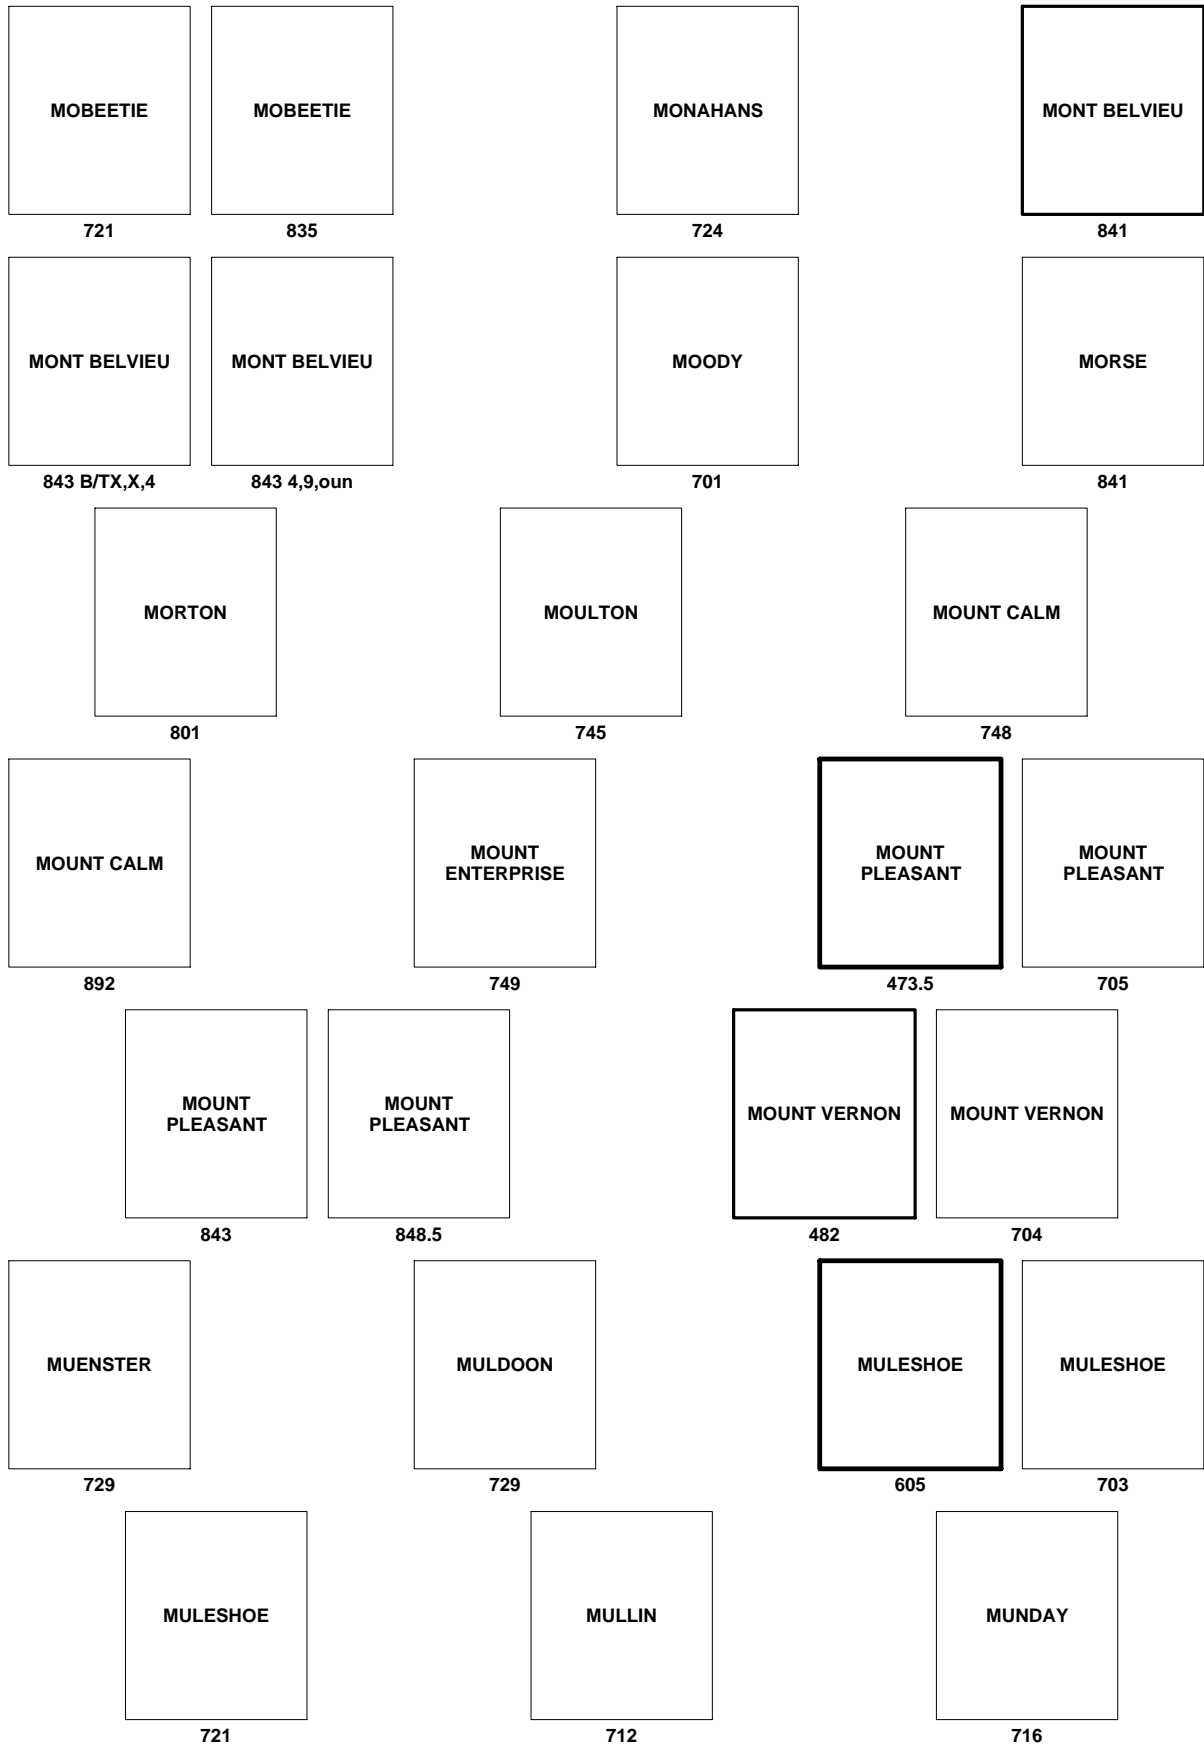 MOBEETIE
721
MOBEETIE
835
MONAHANS
724
MONT BELVIEU
841
MONT BELVIEU
843 B/TX,X,4
MONT BELVIEU
843 4,9,oun
MOODY
701
MORSE
841
MORTON
801
MOULTON
745
MOUNT CALM
748
MOUNT CALM
892
MOUNT
ENTERPRISE
749
MOUNT
PLEASANT
473.5
MOUNT
PLEASANT
705
MOUNT
PLEASANT
843
MOUNT
PLEASANT
848.5
MOUNT VERNON
482
MOUNT VERNON
704
MUENSTER
729
MULDOON
729
MULESHOE
605
MULESHOE
703
MULESHOE
721
MULLIN
712
MUNDAY
716